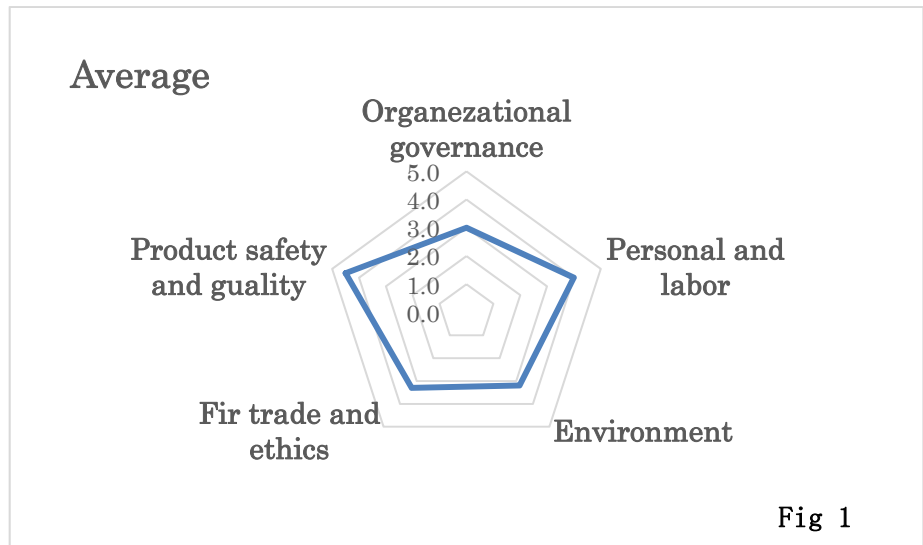 Average
Organezational
governance
5.0
4.0
3.0
2.0
1.0
0.0
Personal and
labor
Environment
Fir trade and
ethics
Product safety
and guality
Fig 1